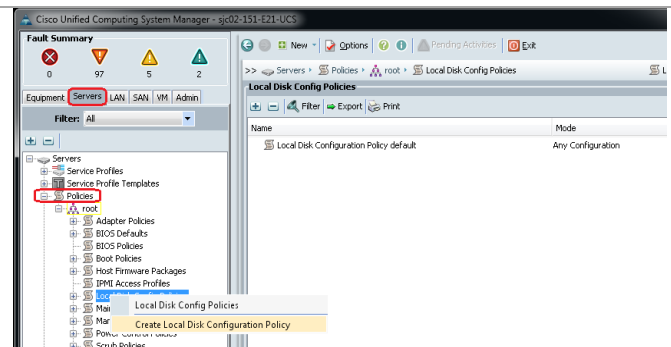 Cisco Unified Computing System Manager - sjc02-151-E21-UCS
Fault Summary
0 97 5 2
New Options Pending Activities Exit
>> Servers Policies root Local Disk Config Policies
Equipment Servers LAN SAN VM Admin
Filter: All
Local Disk Config Policies
Filter Export Print
Name Mode
Local Disk Configuration Policy default Any Configuration
Servers
Service Profiles
Service Profile Templates
Policies
root
Adapter Policies
BIOS Defaults
BIOS Policies
Boot Policies
Host Firmware Packages
IPMI Access Profiles
Local Disk Config Policies
Create Local Disk Configuration Policy
Scrub Policies